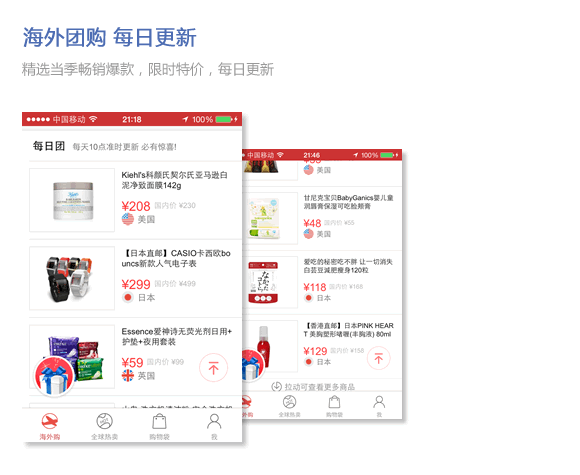 海外团购 每日更新
精选当季畅销爆款，限时特价，每日更新
中国移动 21:18 100%
每日团 每天10点准时更新 必有惊喜!
Kiehl's科颜氏契尔氏亚马逊白
泥净致面膜142g
¥208 国内价 ¥230
美国
【日本直邮】CASIO卡西欧bo
uncs新款人气电子表
¥299 国内价 ¥499
日本
Essence爱神诗无荧光剂日用+
护垫+夜用套装
¥59 国内价 ¥99
英国
海外购 全球热卖 购物袋 我
中国移动 21:46 100%
¥55
美国
甘尼克宝贝BabyGanics婴儿童
润唇膏保湿可吃脸颊膏
¥48 国内价 ¥55
美国
爱吃的秘密吃不胖 让一切消失
白芸豆减肥瘦身120粒
¥118 国内价 ¥168
日本
【香港直邮】日本PINK HEAR
T 美胸塑形啫喱(丰胸液) 80ml
¥129 国内价 ¥158
日本
拉动可查看更多商品
海外购 全球热卖 购物袋 我